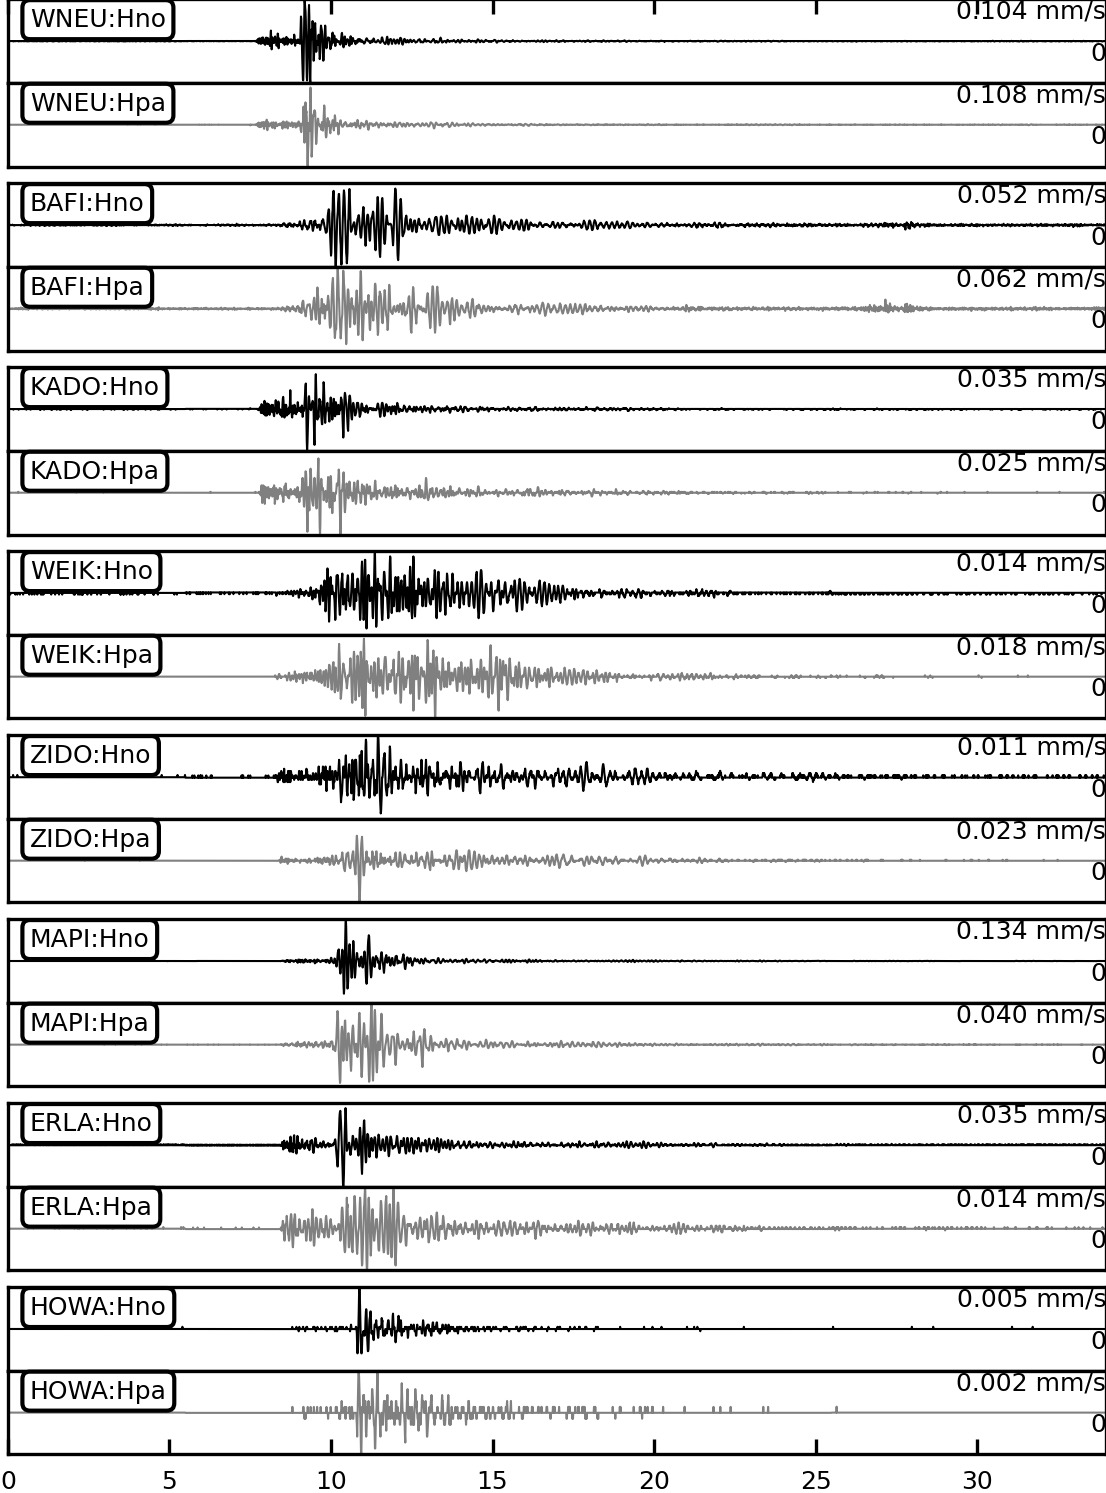 WNEU:Hno 0.104 mm/s
0
WNEU:Hpa 0.108 mm/s
0
BAFI:Hno 0.052 mm/s
0
BAFI:Hpa 0.062 mm/s
0
KADO:Hno 0.035 mm/s
0
KADO:Hpa 0.025 mm/s
0
WEIK:Hno 0.014 mm/s
0
WEIK:Hpa 0.018 mm/s
0
ZIDO:Hno 0.011 mm/s
0
ZIDO:Hpa 0.023 mm/s
0
MAPI:Hno 0.134 mm/s
0
MAPI:Hpa 0.040 mm/s
0
ERLA:Hno 0.035 mm/s
0
ERLA:Hpa 0.014 mm/s
0
HOWA:Hno 0.005 mm/s
0
HOWA:Hpa 0.002 mm/s
0
0 5 10 15 20 25 30